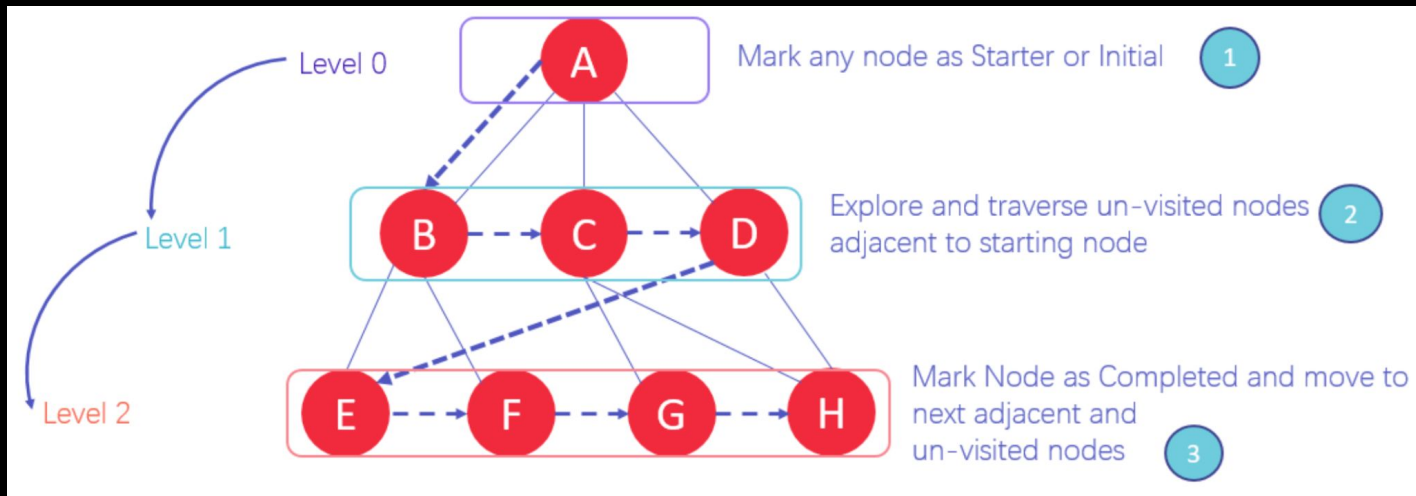 Level 0
A
Mark any node as Starter or Initial
1
Level 1
B
C
D
Explore and traverse un-visited nodes
adjacent to starting node
2
Level 2
E
F
G
H
Mark Node as Completed and move to
next adjacent and
un-visited nodes
3